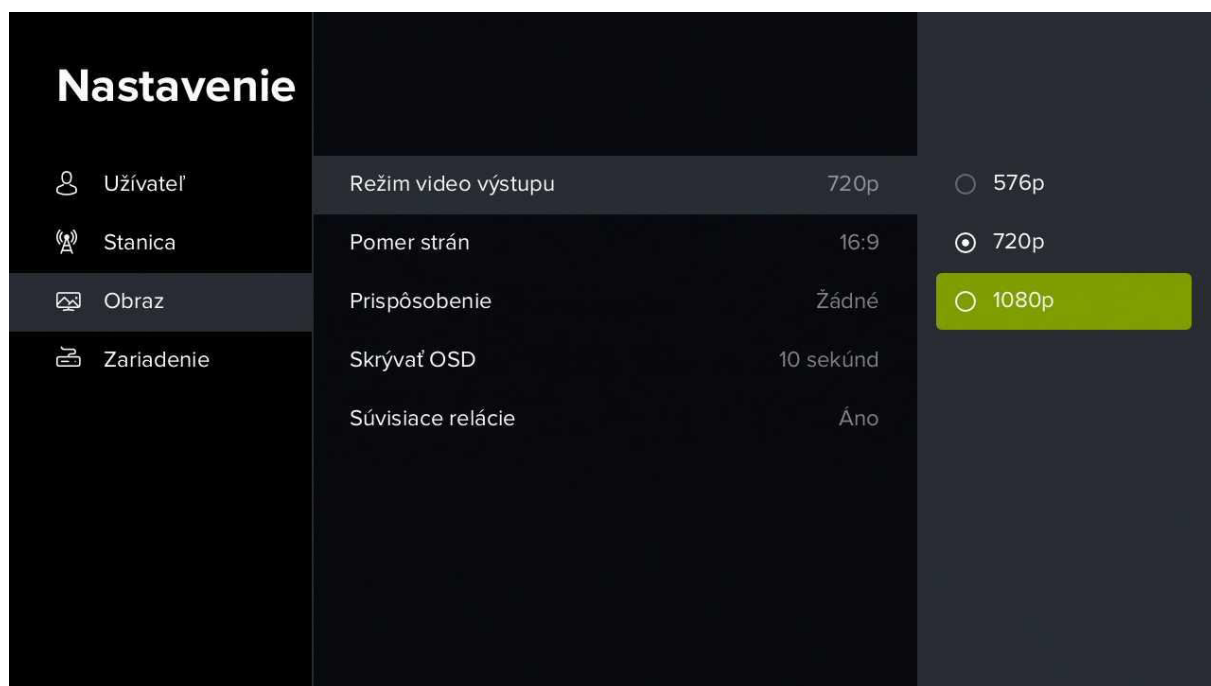 Nastavenie
Užívateľ
Stanica
Obraz
Zariadenie
Režim video výstupu 720p
Pomer strán 16:9
Prispôsobenie Žádné
Skrývať OSD 10 sekúnd
Súvisiace relácie Áno
576p
720p
1080p